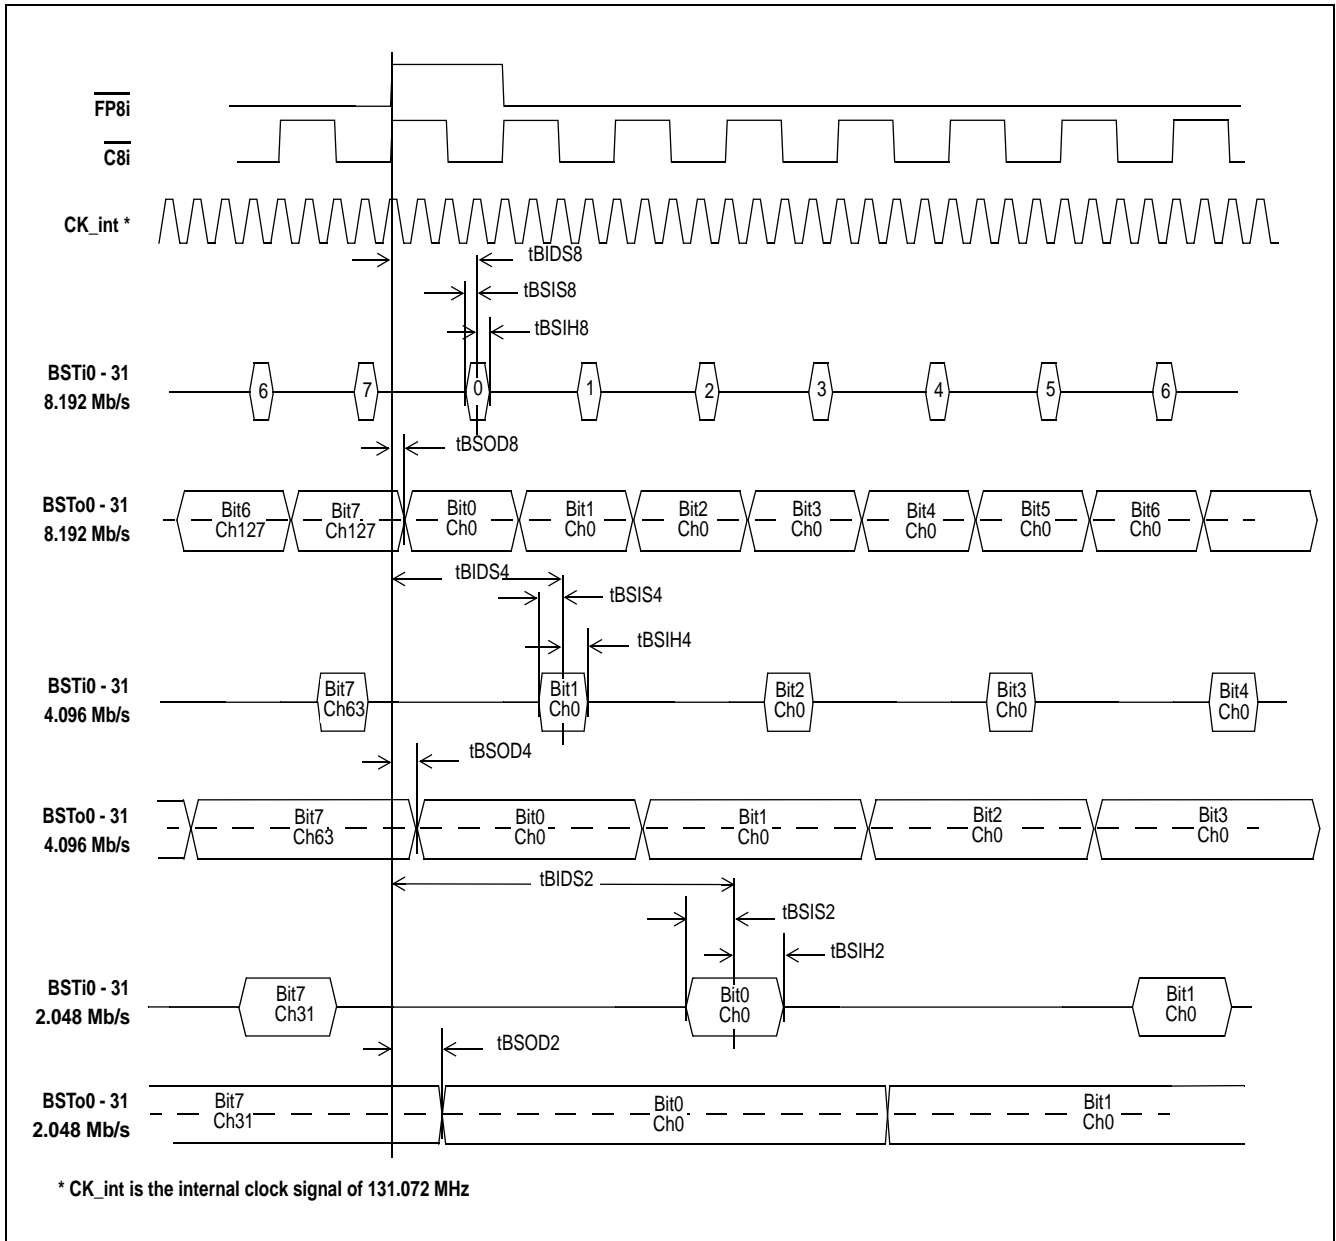 FP8i
C8i
CK_int *
tBIDS8
tBSIS8
tBSIH8
BSTi0 - 31
8.192 Mb/s
6 7 0 1 2 3 4 5 6
tBSOD8
BSTo0 - 31
8.192 Mb/s
Bit6 Bit7 Bit0 Bit1 Bit2 Bit3 Bit4 Bit5 Bit6
Ch127 Ch127 Ch0 Ch0 Ch0 Ch0 Ch0 Ch0 Ch0
tBIDS4
tBSIS4
tBSIH4
BSTi0 - 31
4.096 Mb/s
Bit7 Bit1 Bit2 Bit3 Bit4
Ch63 Ch0 Ch0 Ch0 Ch0
tBSOD4
BSTo0 - 31
4.096 Mb/s
Bit7 Bit0 Bit1 Bit2 Bit3
Ch63 Ch0 Ch0 Ch0 Ch0
tBIDS2
tBSIS2
tBSIH2
BSTi0 - 31
2.048 Mb/s
Bit7 Bit0 Bit1
Ch31 Ch0 Ch0
tBSOD2
BSTo0 - 31
2.048 Mb/s
Bit7 Bit0 Bit1
Ch31 Ch0 Ch0
* CK_int is the internal clock signal of 131.072 MHz